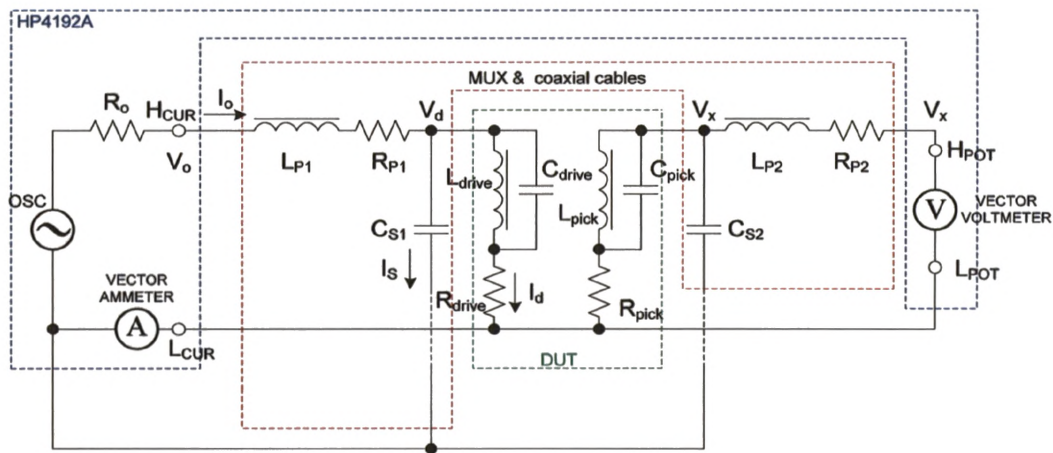 HP4192A
MUX & coaxial cables
Ro
HCUR
Io
Vd
Vx
Vx
Vo
LP1
RP1
Ldrive
Cdrive
Cpick
Lpick
LP2
RP2
HPOT
OSC
CS1
CS2
V
VECTOR
VOLTMETER
IS
LPOT
VECTOR
AMMETER
Rdrive
Id
Rpick
A
LCUR
DUT